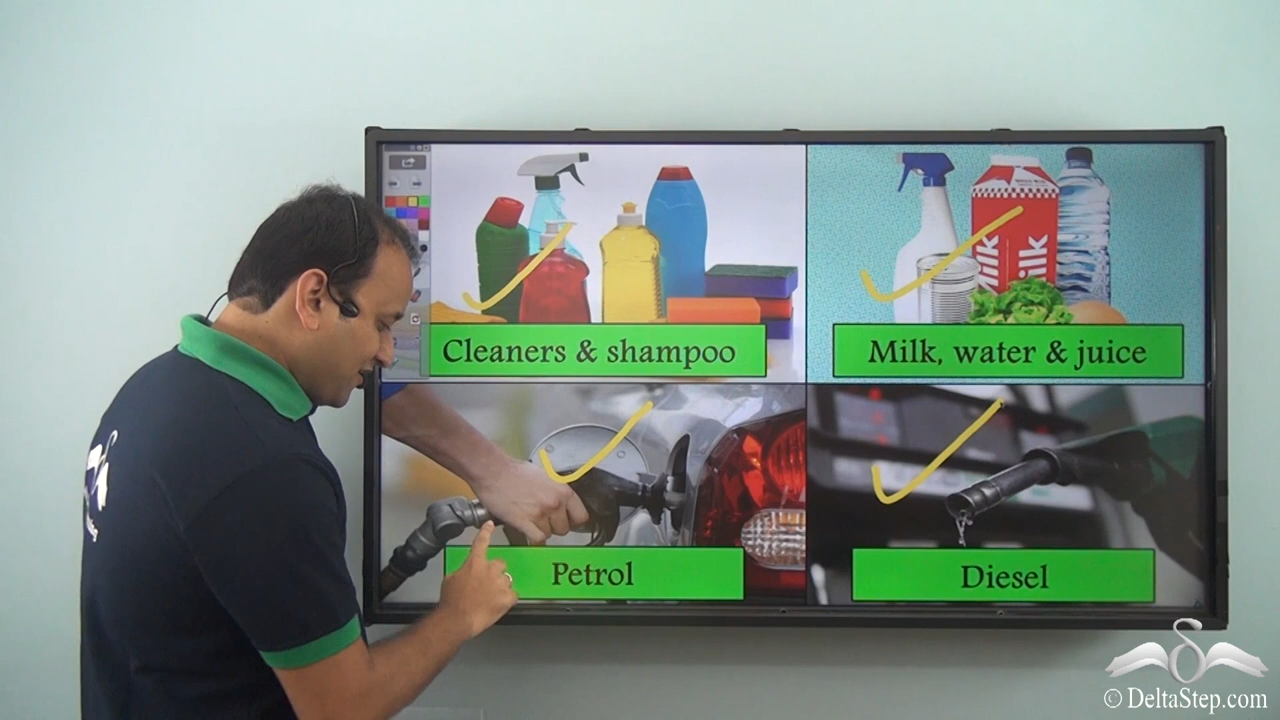 Cleaners & shampoo
Milk, water & juice
Milk
Milk
Petrol
Diesel
© DeltaStep.com